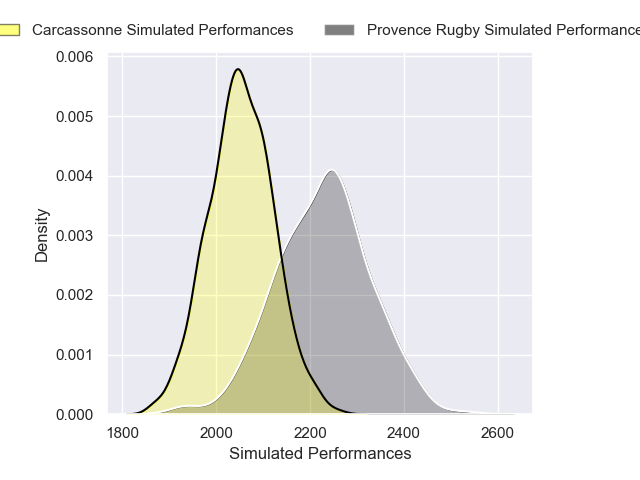 Carcassonne Simulated Performances
Provence Rugby Simulated Performance
0.006
0.005
0.004
0.003
0.002
0.001
0.000
Density
1800 2000 2200 2400 2600
Simulated Performances